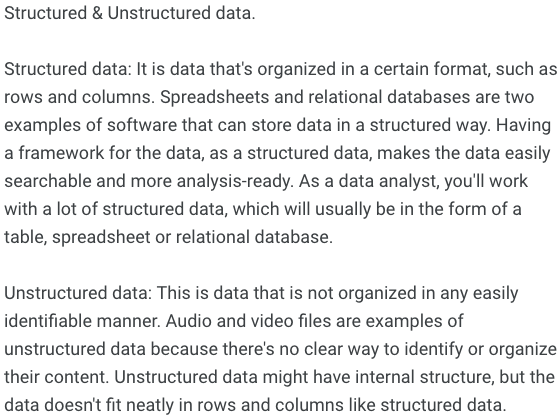 Structured & Unstructured data.
Structured data: It is data that's organized in a certain format, such as
rows and columns. Spreadsheets and relational databases are two
examples of software that can store data in a structured way. Having
a framework for the data, as a structured data, makes the data easily
searchable and more analysis-ready. As a data analyst, you'll work
with a lot of structured data, which will usually be in the form of a
table, spreadsheet or relational database.
Unstructured data: This is data that is not organized in any easily
identifiable manner. Audio and video files are examples of
unstructured data because there's no clear way to identify or organize
their content. Unstructured data might have internal structure, but the
data doesn't fit neatly in rows and columns like structured data.